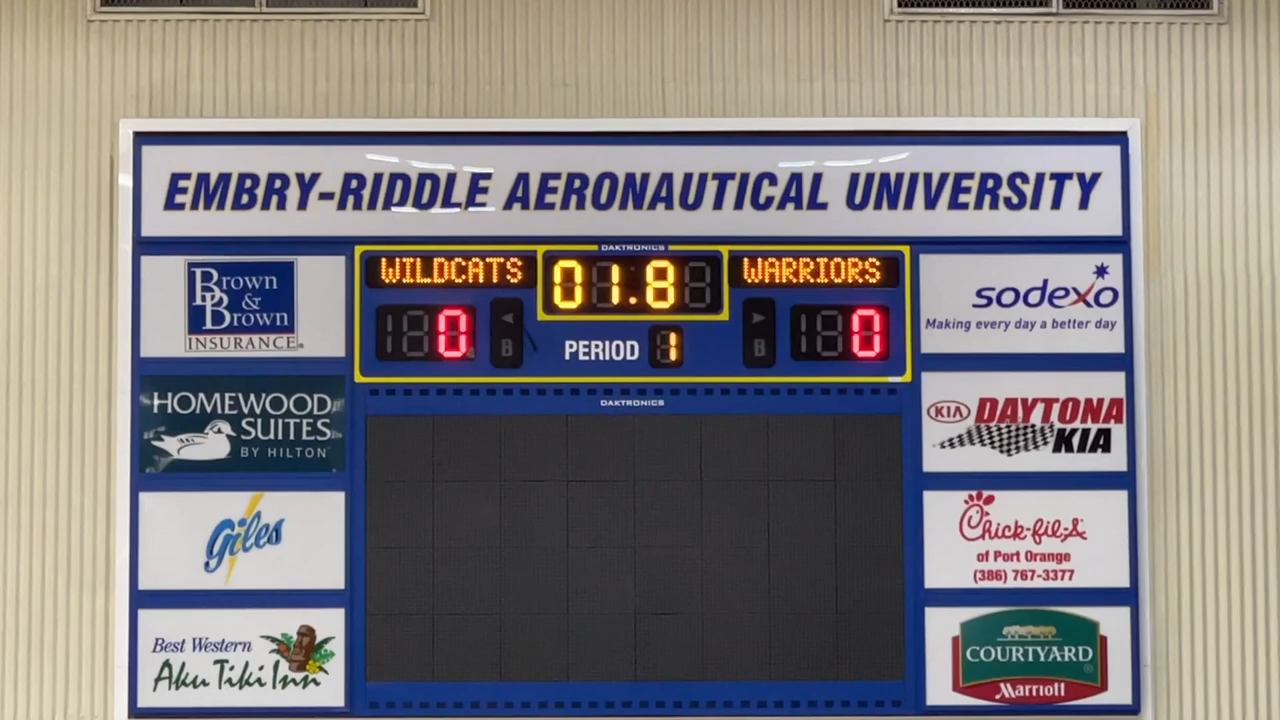 EMBRY-RIDDLE AERONAUTICAL UNIVERSITY
DAKTRONICS
WILDCATS
01.8
WARRIORS
0
B
PERIOD 1
B
0
DAKTRONICS
Brown
&
Brown
INSURANCE
HOMEWOOD
SUITES
BY HILTON
Giles
Best Western
Aku Tiki Inn
sodexo
Making every day a better day
KIA DAYTONA
KIA
Chick-fil-A
of Port Orange
(386) 767-3377
COURTYARD
Marriott